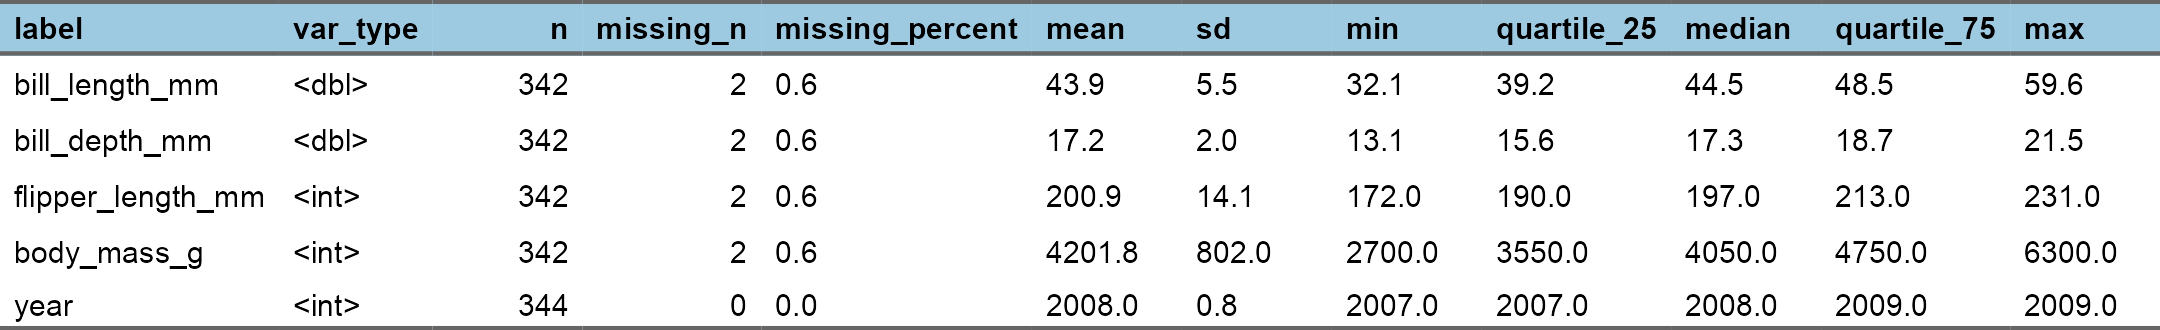 label var_type n missing_n missing_percent mean sd min quartile_25 median quartile_75 max
bill_length_mm <dbl> 342 2 0.6 43.9 5.5 32.1 39.2 44.5 48.5 59.6
bill_depth_mm <dbl> 342 2 0.6 17.2 2.0 13.1 15.6 17.3 18.7 21.5
flipper_length_mm <int> 342 2 0.6 200.9 14.1 172.0 190.0 197.0 213.0 231.0
body_mass_g <int> 342 2 0.6 4201.8 802.0 2700.0 3550.0 4050.0 4750.0 6300.0
year <int> 344 0 0.0 2008.0 0.8 2007.0 2007.0 2008.0 2009.0 2009.0